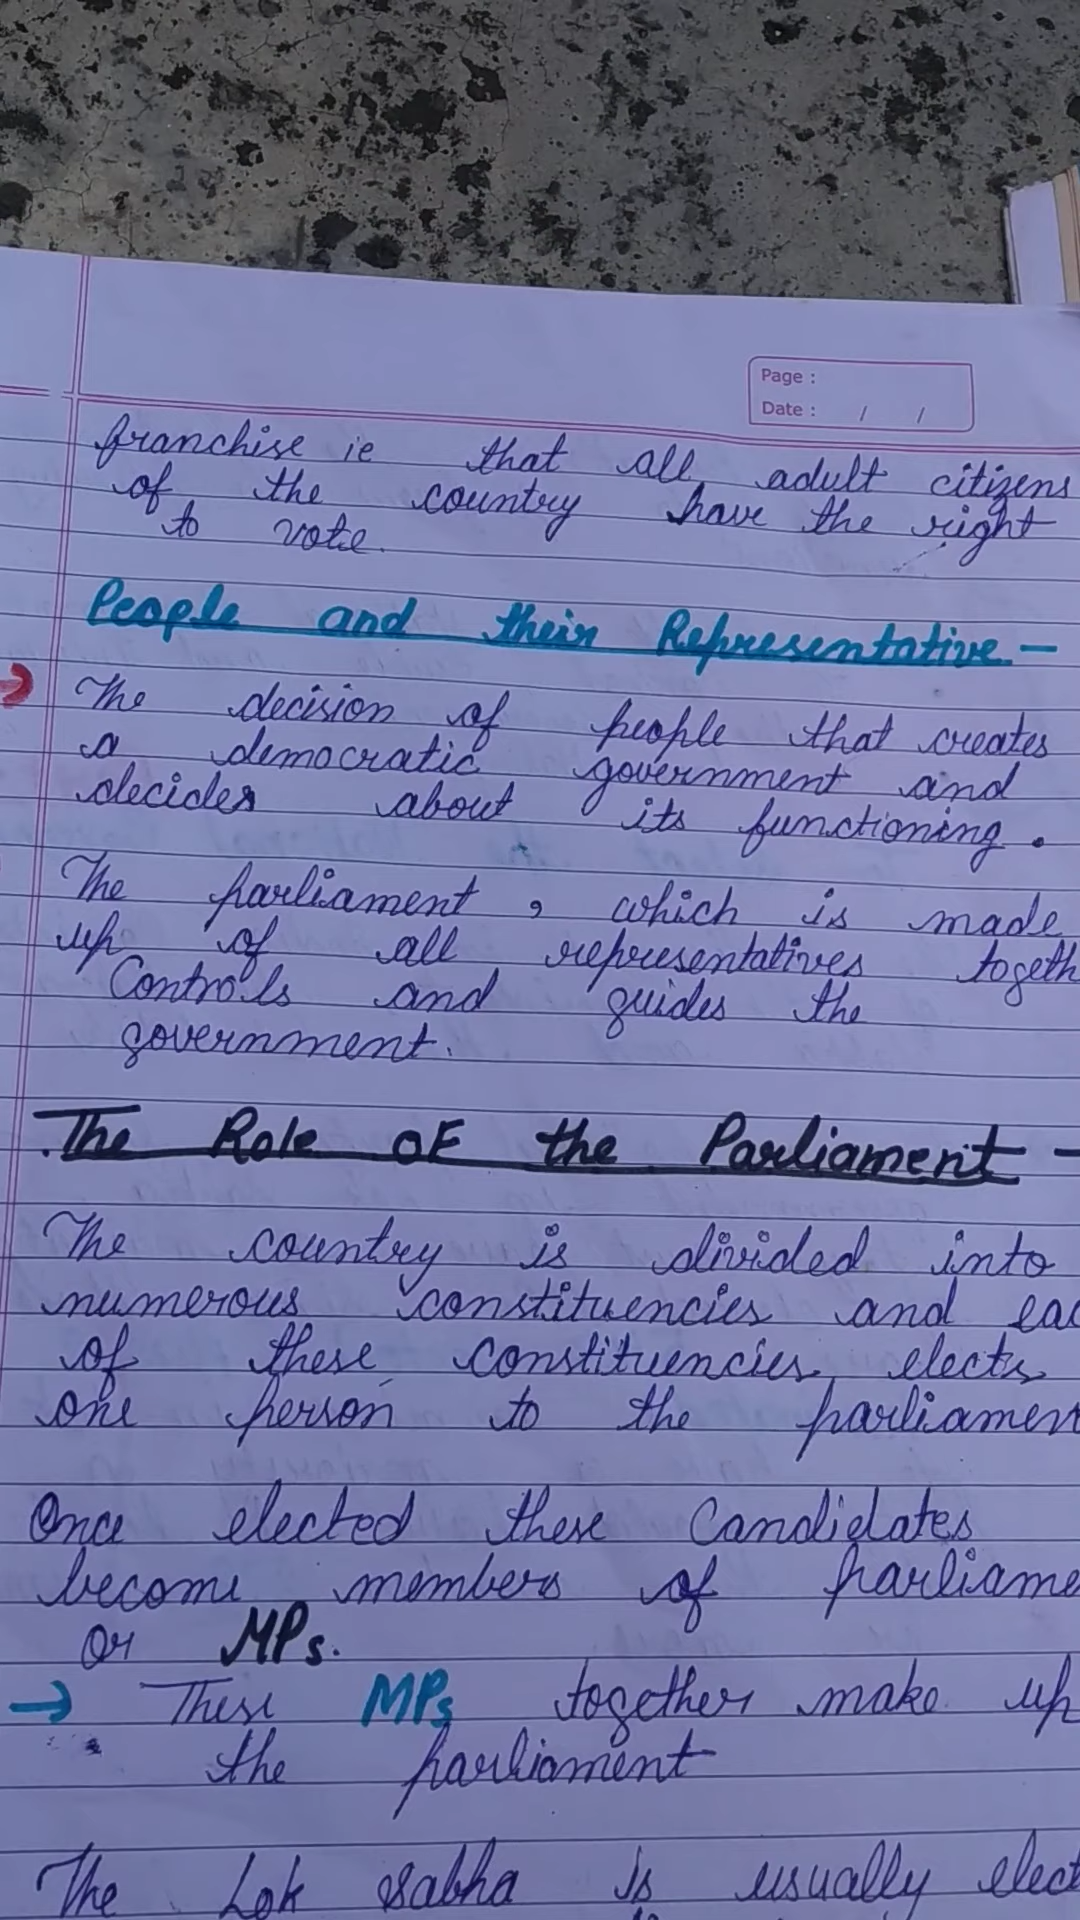 Page :
Date : / /
franchise ie that all adult citizens
of the country have the right
to vote.
People and their Representative -
→ The decision of people that creates
a democratic government and
decides about its functioning.
The parliament, which is made
up of all representatives togeth
Controls and guides the
government.
The Role of the Parliament -
The country is divided into
numerous constituencies and eac
of these constituencies elects
one person to the parliamen
Once elected these Candidates
become members of parliame
or MPs.
→ These MPs together make up
the parliament
The Lok sabha is usually elect